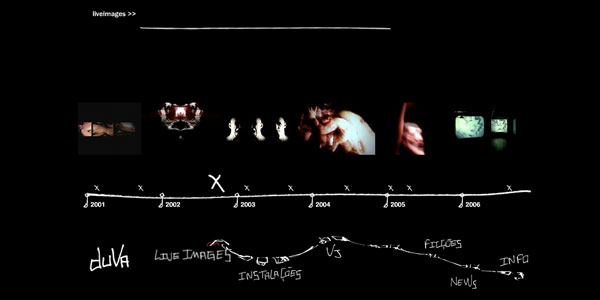 liveimages >>
x x X x x x x x x
2001 2002 2003 2004 2005 2006
duVA
LIVE IMAGES
INSTALAÇÕES
VJ
FICÇÕES
NEWS
INFO